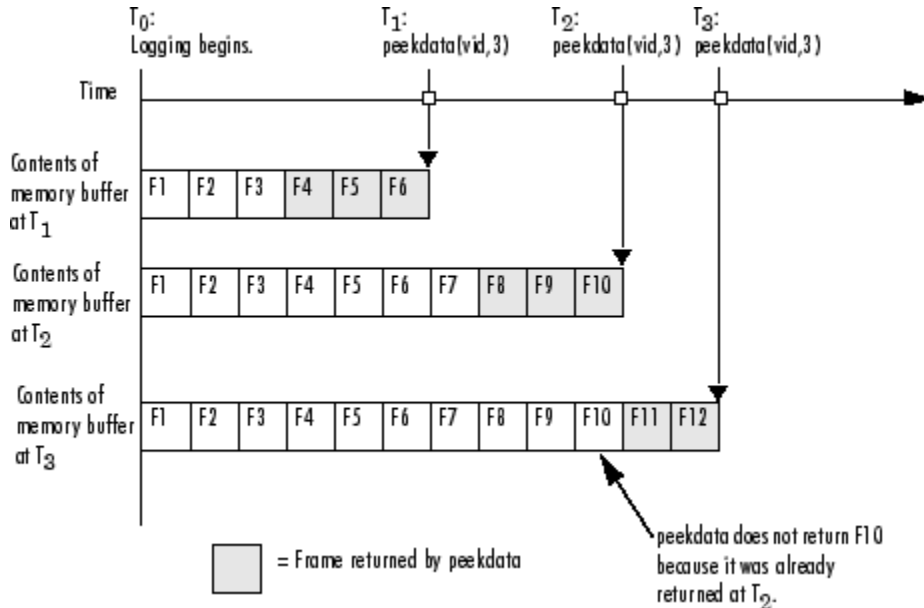 T0:
Logging begins.
T1:
peekdata(vid,3)
T2:
peekdata(vid,3)
T3:
peekdata(vid,3)
Time
Contents of
memory buffer
at T1
F1 F2 F3 F4 F5 F6
Contents of
memory buffer
at T2
F1 F2 F3 F4 F5 F6 F7 F8 F9 F10
Contents of
memory buffer
at T3
F1 F2 F3 F4 F5 F6 F7 F8 F9 F10 F11 F12
= Frame returned by peekdata
peekdata does not return F10
because it was already
returned at T2.